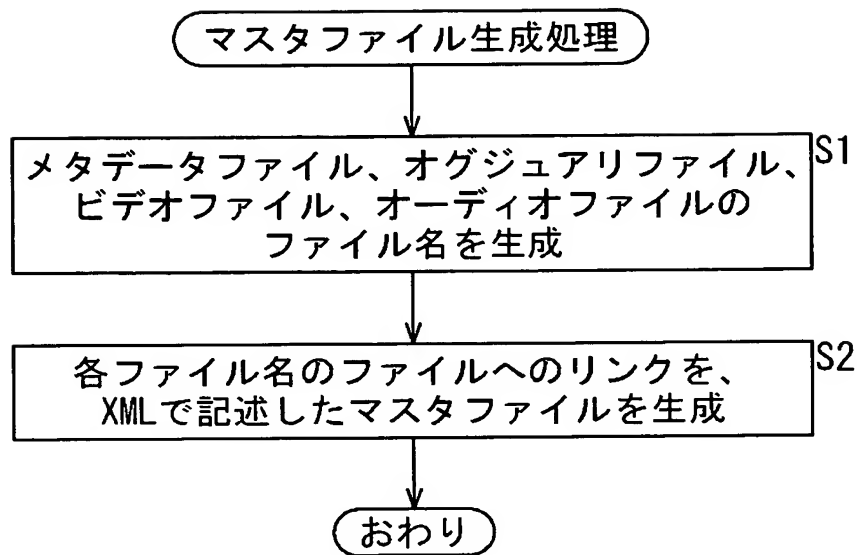 マスタファイル生成処理
S1
メタデータファイル、オグジュアリファイル、
ビデオファイル、オーディオファイルの
ファイル名を生成
S2
各ファイル名のファイルへのリンクを、
XMLで記述したマスタファイルを生成
おわり